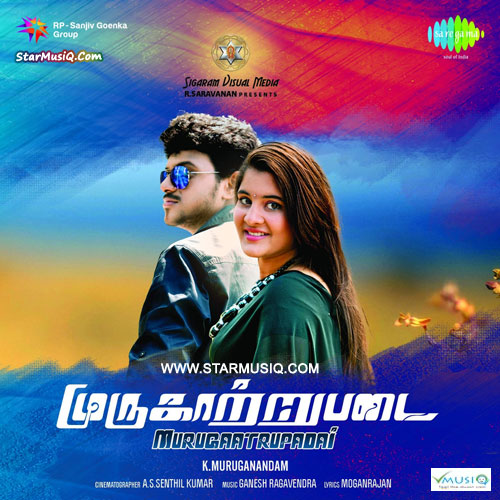 RP - Sanjiv Goenka
Group
StarMusiQ.Com
saregama
soul of India
SIGARAM VISUAL MEDIA
R.SARAVANAN PRESENTS
WWW.STARMUSIQ.COM
முருகாற்றுபடை
MURUGAATRUPADAI
K.MURUGANANDAM
CINEMATOGRAPHER A.S.SENTHIL KUMAR MUSIC GANESH RAGAVENDRA LYRICS MOGANRAJAN
VMUSIQ